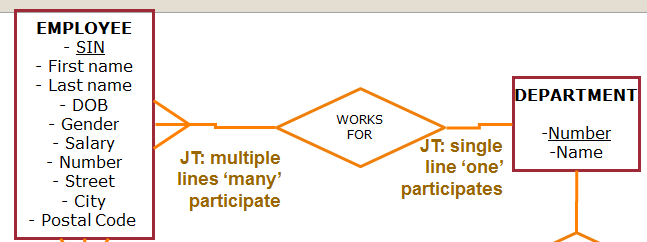 EMPLOYEE
- SIN
- First name
- Last name
- DOB
- Gender
- Salary
- Number
- Street
- City
- Postal Code
JT: multiple
lines ‘many’
participate
WORKS
FOR
JT: single
line ‘one’
participates
DEPARTMENT
-Number
-Name